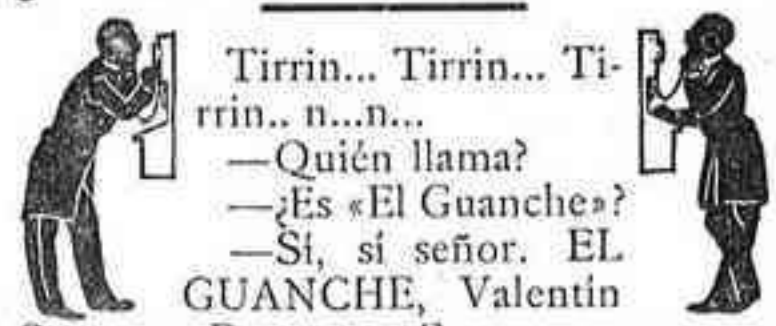 Tirrin... Tirrin... Ti-
rrin.. n...n...
—Quién llama?
—¿Es «El Guanche»?
—Sí, sí señor. EL
GUANCHE, Valentín